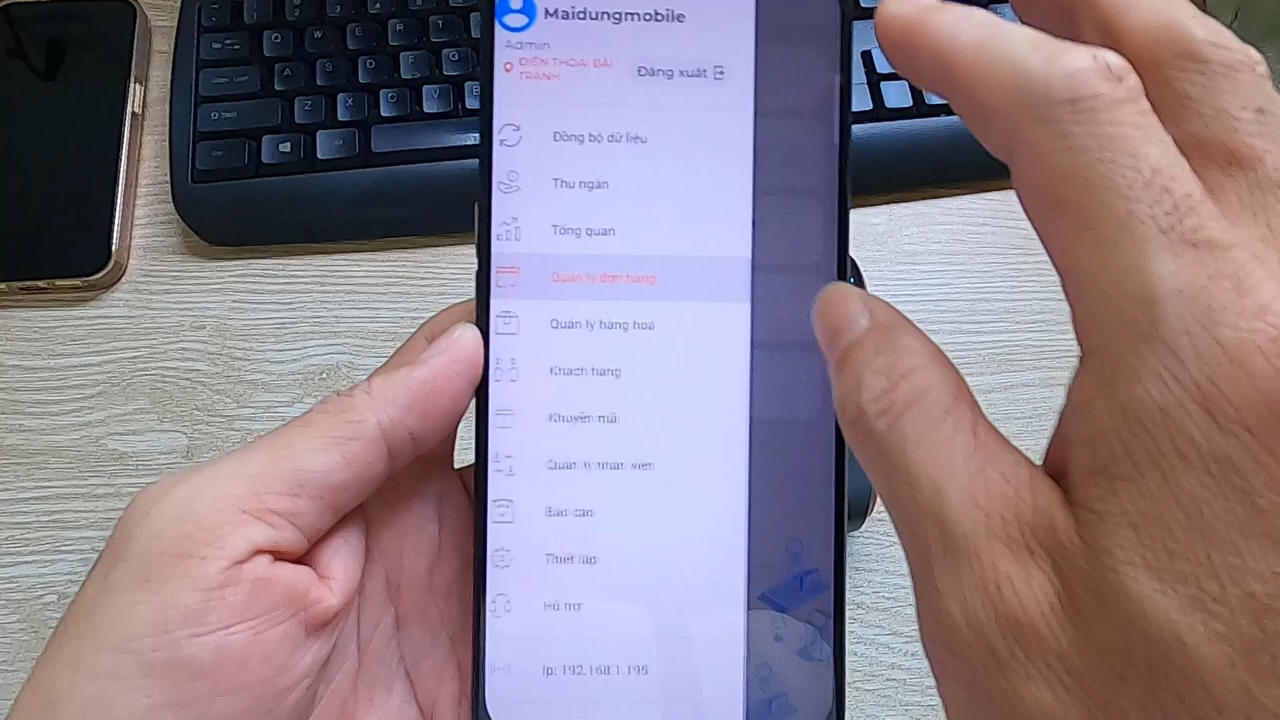 Maidungmobile
Admin
ĐIỆN THOẠI BÀI
TRÀNH
Đăng xuất
Đồng bộ dữ liệu
Thu ngân
Tổng quan
Quản lý đơn hàng
Quản lý hàng hoá
Khách hàng
Khuyến mãi
Quản lý nhân viên
Báo cáo
Thiết lập
Hỗ trợ
Ip: 192.168.1.195
Q W E R T
A S D F G
Z X C V B